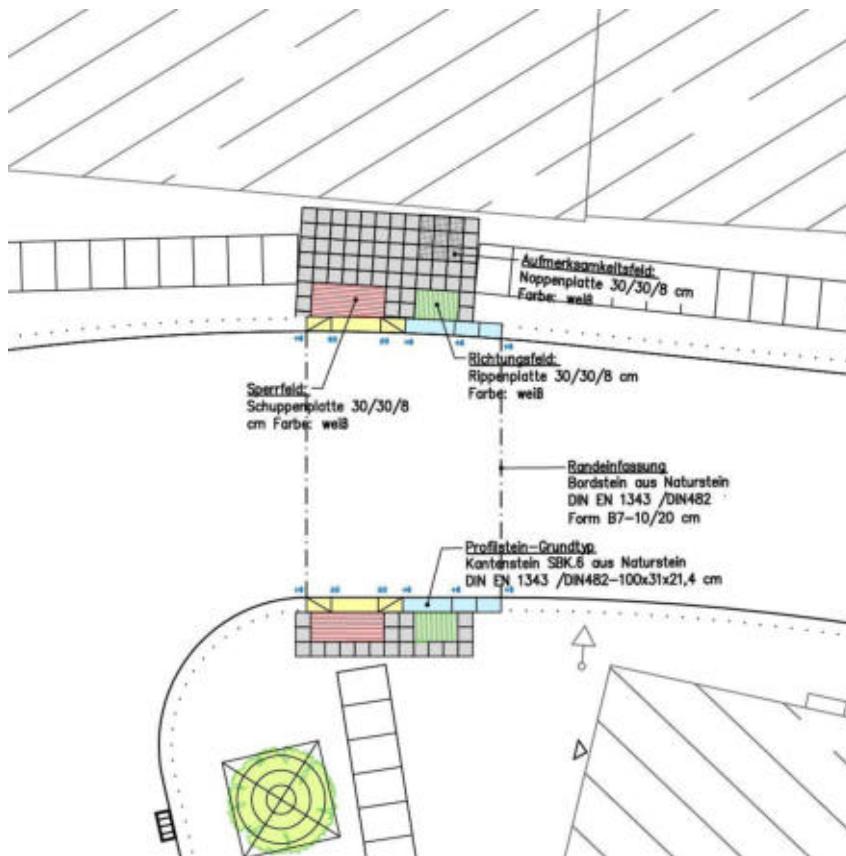 Aufmerksamkeitsfeld:
Noppenplatte 30/30/8 cm
Farbe: weiß
Richtungsfeld:
Rippenplatte 30/30/8 cm
Farbe: weiß
Sperrfeld:
Schuppenplatte 30/30/8
cm Farbe: weiß
Randeinfassung
Bordstein aus Naturstein
DIN EN 1343 /DIN482
Form B7-10/20 cm
Profilstein-Grundtyp
Kantenstein SBK.6 aus Naturstein
DIN EN 1343 /DIN482-100x31x21,4 cm